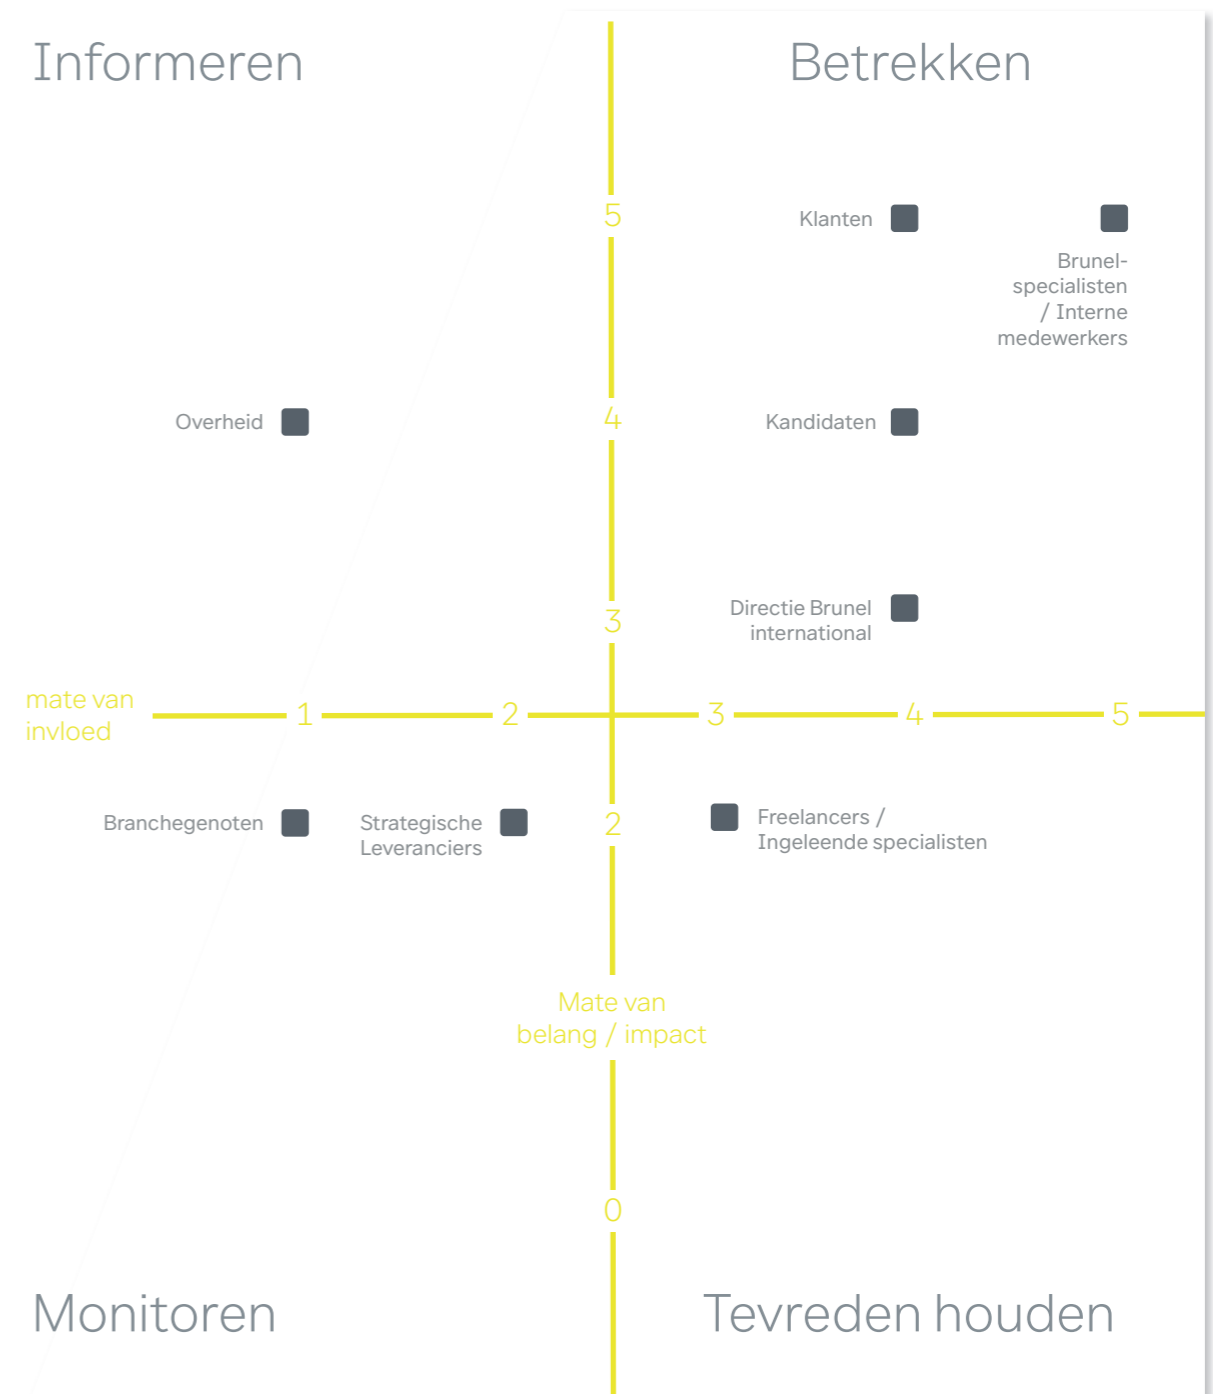 Informeren
Betrekken
5
Klanten
Brunel-
specialisten
/ Interne
medewerkers
Overheid
4
Kandidaten
3
Directie Brunel
international
mate van
invloed
1
2
3
4
5
Branchegenoten
Strategische
Leveranciers
2
Freelancers /
Ingeleende specialisten
Mate van
belang / impact
0
Monitoren
Tevreden houden